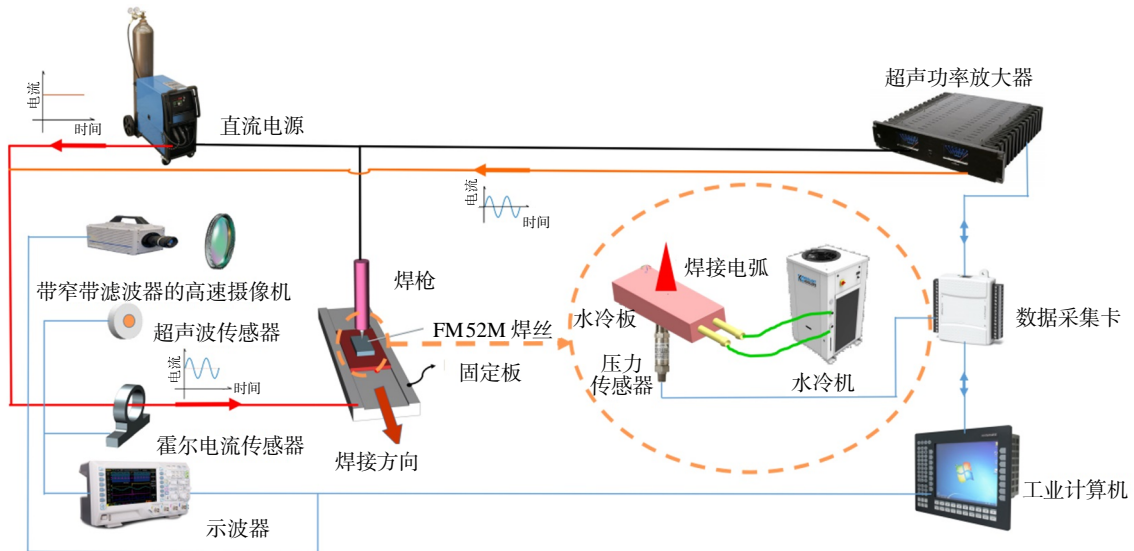 超声功率放大器
电流
时间
直流电源
电流
时间
焊枪
焊接电弧
带窄带滤波器的高速摄像机
FM52M 焊丝
水冷板
数据采集卡
超声波传感器
电流
时间
固定板
压力
传感器
水冷机
霍尔电流传感器
焊接方向
工业计算机
示波器